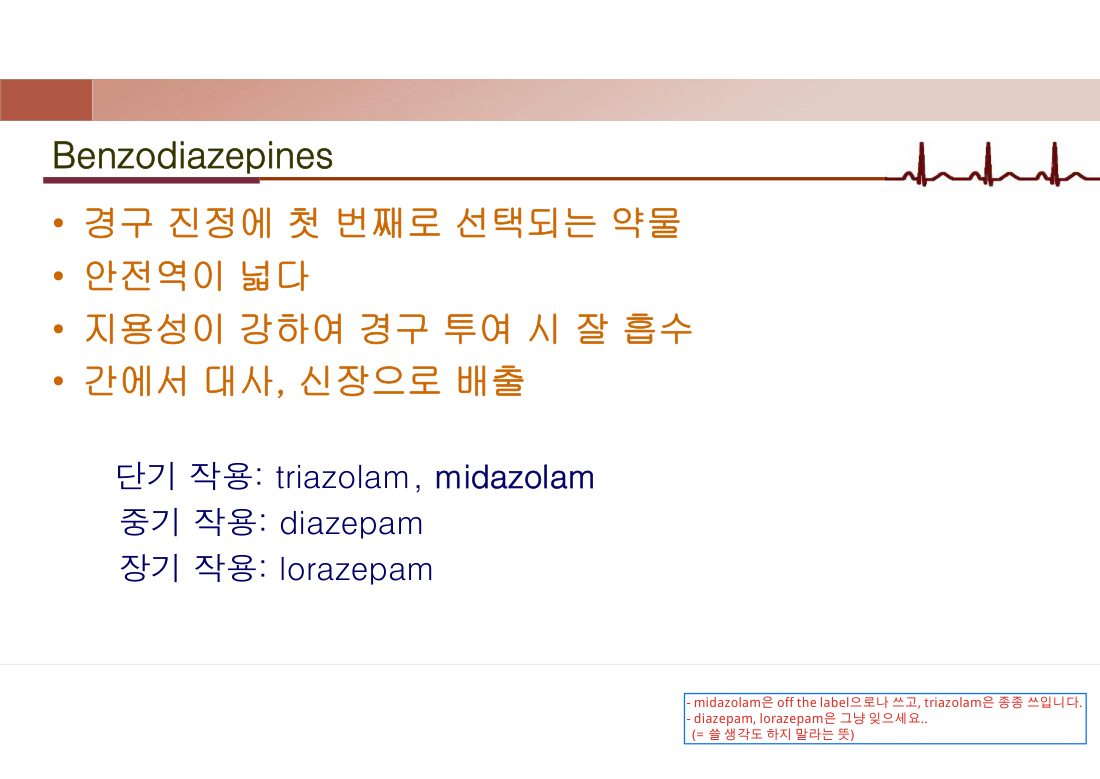 Benzodiazepines
• 경구 진정에 첫 번째로 선택되는 약물
• 안전역이 넓다
• 지용성이 강하여 경구 투여 시 잘 흡수
• 간에서 대사, 신장으로 배출
단기 작용: triazolam, midazolam
중기 작용: diazepam
장기 작용: lorazepam
- midazolam은 off the label으로나 쓰고, triazolam은 종종 쓰입니다.
- diazepam, lorazepam은 그냥 잊으세요..
(= 쓸 생각도 하지 말라는 뜻)